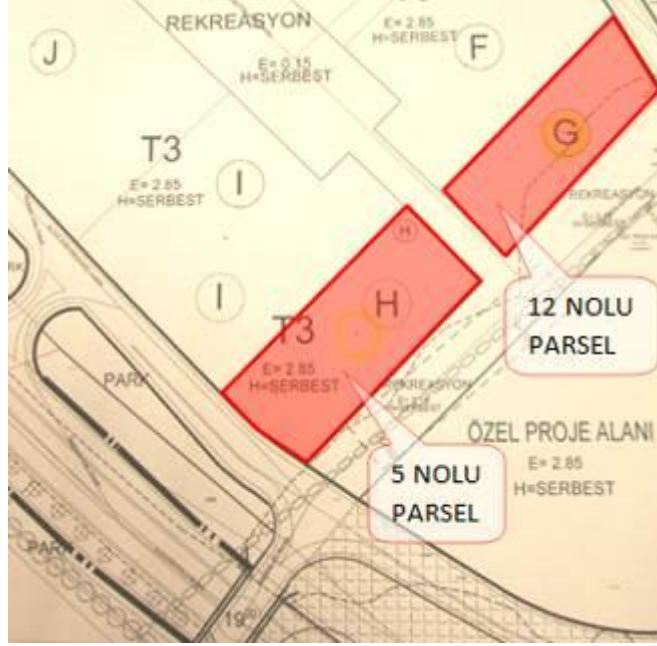 REKREASYON
E= 2.85
H=SERBEST
J
F
E= 0.15
H=SERBEST
G
T3
E= 2.85
H=SERBEST
I
REKREASYON
H
I
H
T3
12 NOLU
PARSEL
E= 2.85
H=SERBEST
PARK
REKREASYON
ÖZEL PROJE ALANI
E= 2.85
H=SERBEST
5 NOLU
PARSEL
PARK
19